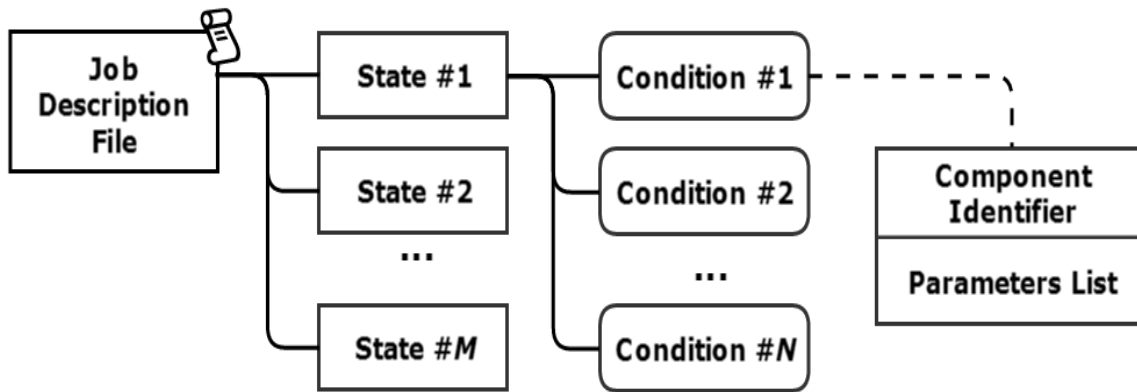 Job
Description
File
State #1
Condition #1
State #2
Condition #2
Component
Identifier
...
...
Parameters List
State #M
Condition #N